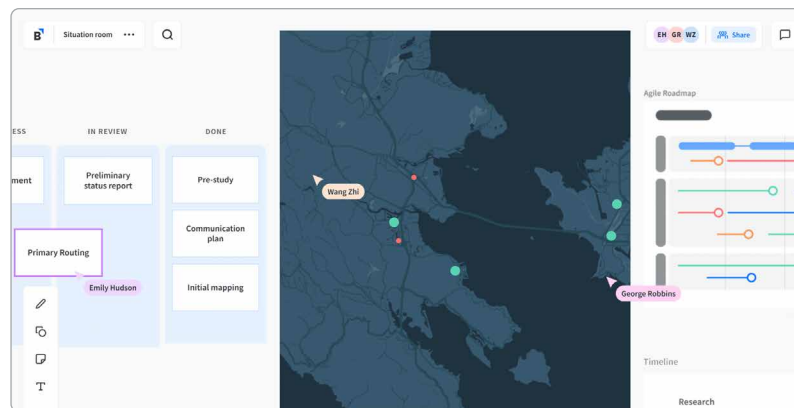 B
Situation room
EH GR WZ
Share
Agile Roadmap
ESS
IN REVIEW
DONE
ment
Preliminary
status report
Pre-study
Wang Zhi
Communication
plan
Primary Routing
Emily Hudson
Initial mapping
George Robbins
T
Timeline
Research